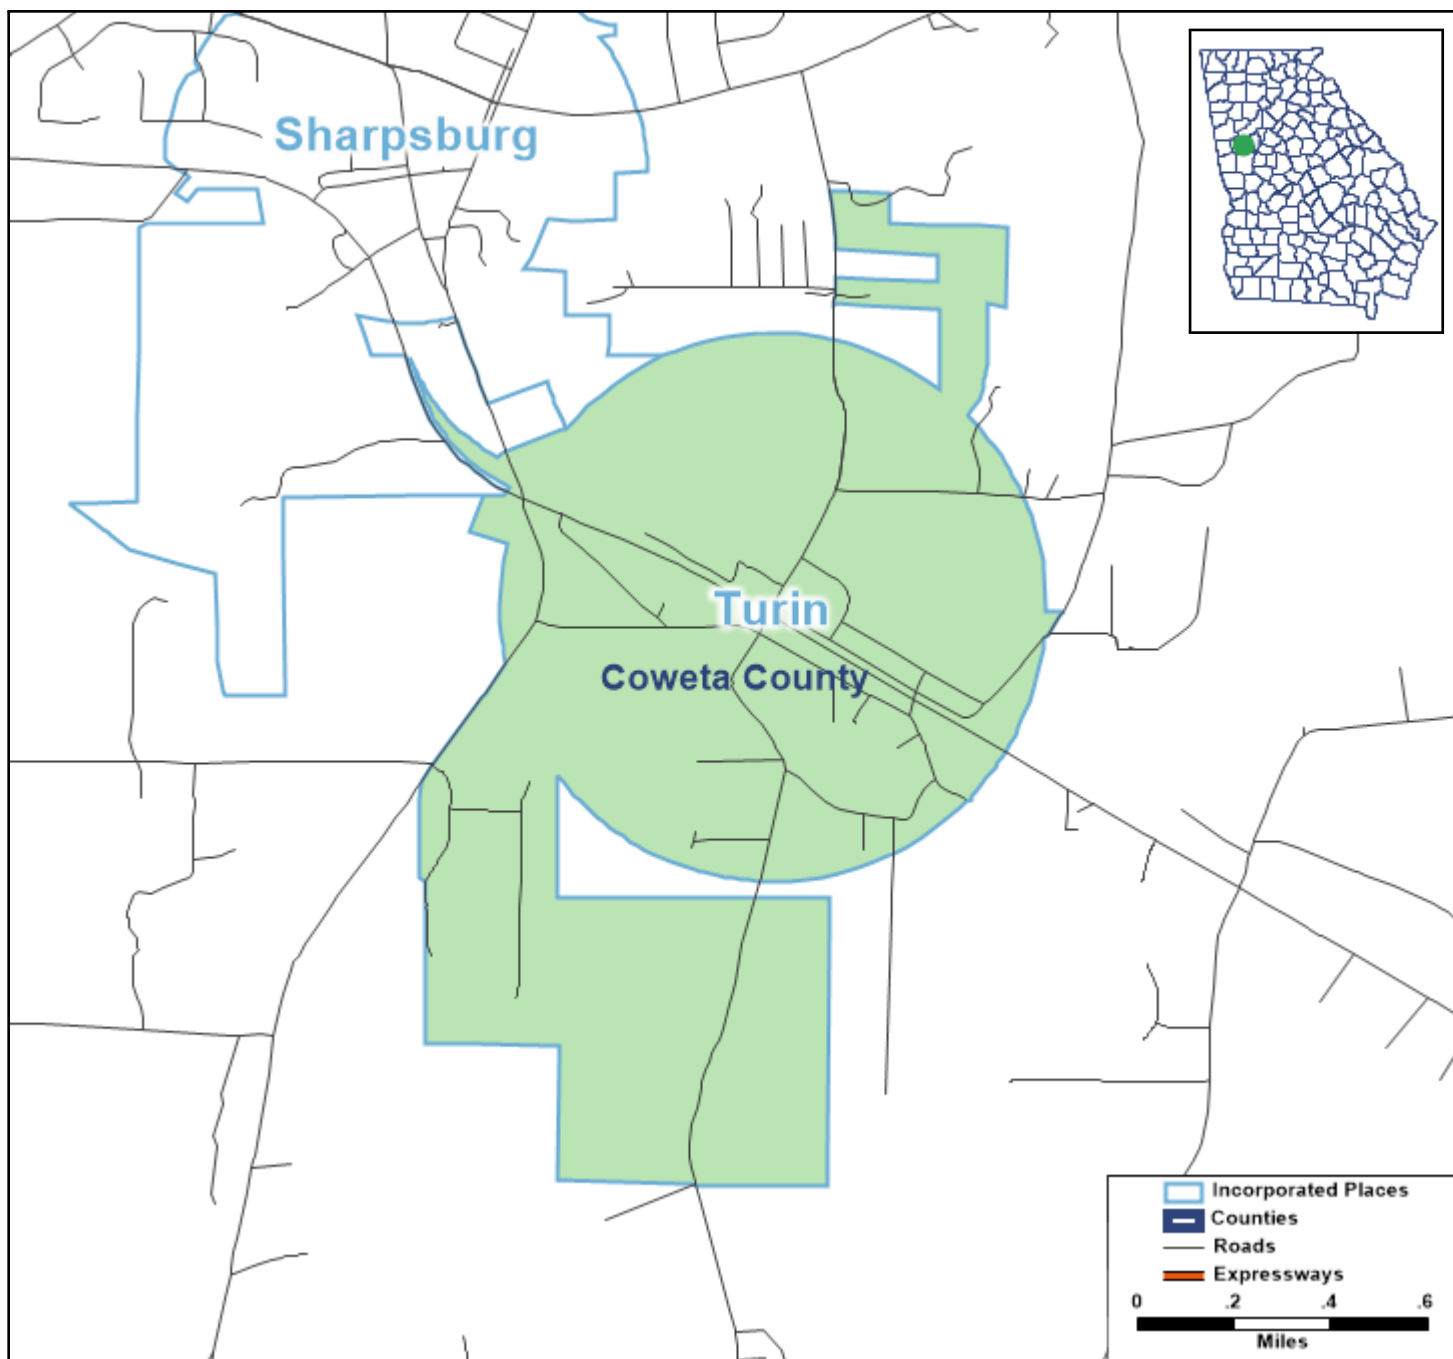 Sharpsburg
Turin
Coweta County
Incorporated Places
Counties
Roads
Expressways
0 .2 .4 .6
Miles